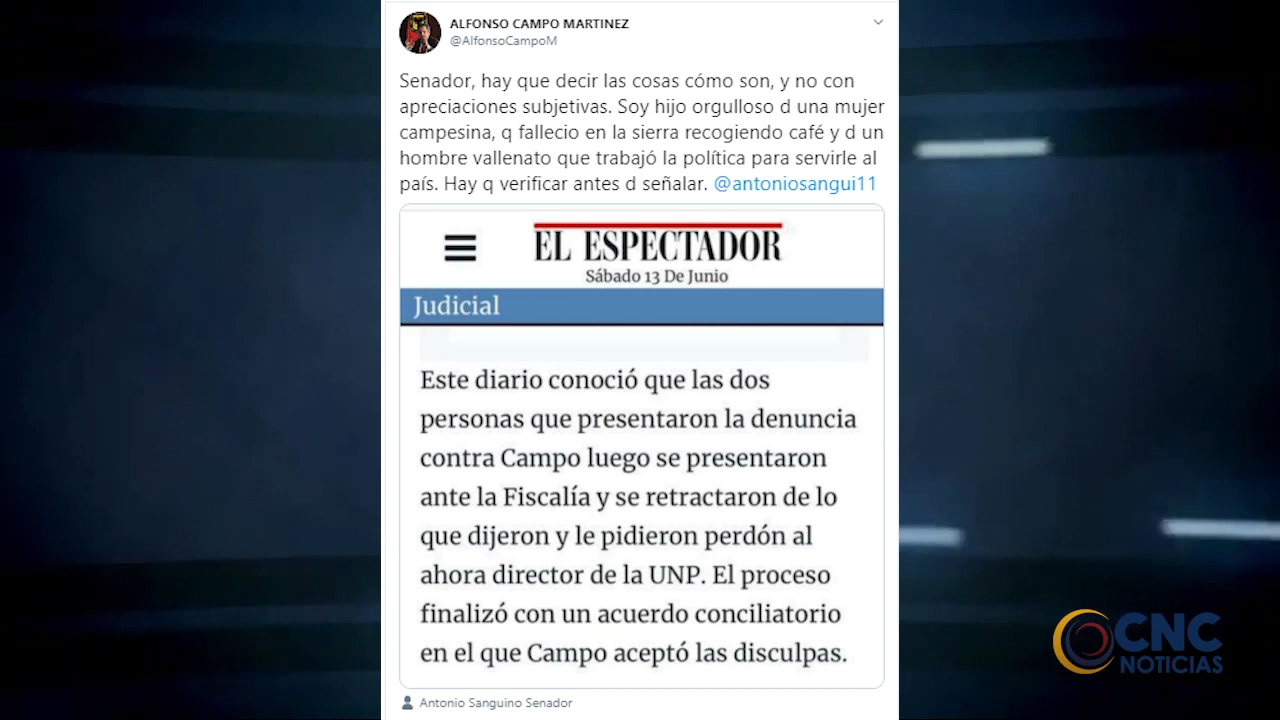 ALFONSO CAMPO MARTINEZ
@AlfonsoCampoM
Senador, hay que decir las cosas cómo son, y no con
apreciaciones subjetivas. Soy hijo orgulloso d una mujer
campesina, q fallecio en la sierra recogiendo café y d un
hombre vallenato que trabajó la política para servirle al
país. Hay q verificar antes d señalar. @antoniosangui11
EL ESPECTADOR
Sábado 13 De Junio
Judicial
Este diario conoció que las dos
personas que presentaron la denuncia
contra Campo luego se presentaron
ante la Fiscalía y se retractaron de lo
que dijeron y le pidieron perdón al
ahora director de la UNP. El proceso
finalizó con un acuerdo conciliatorio
en el que Campo aceptó las disculpas.
Antonio Sanguino Senador
CNC
NOTICIAS